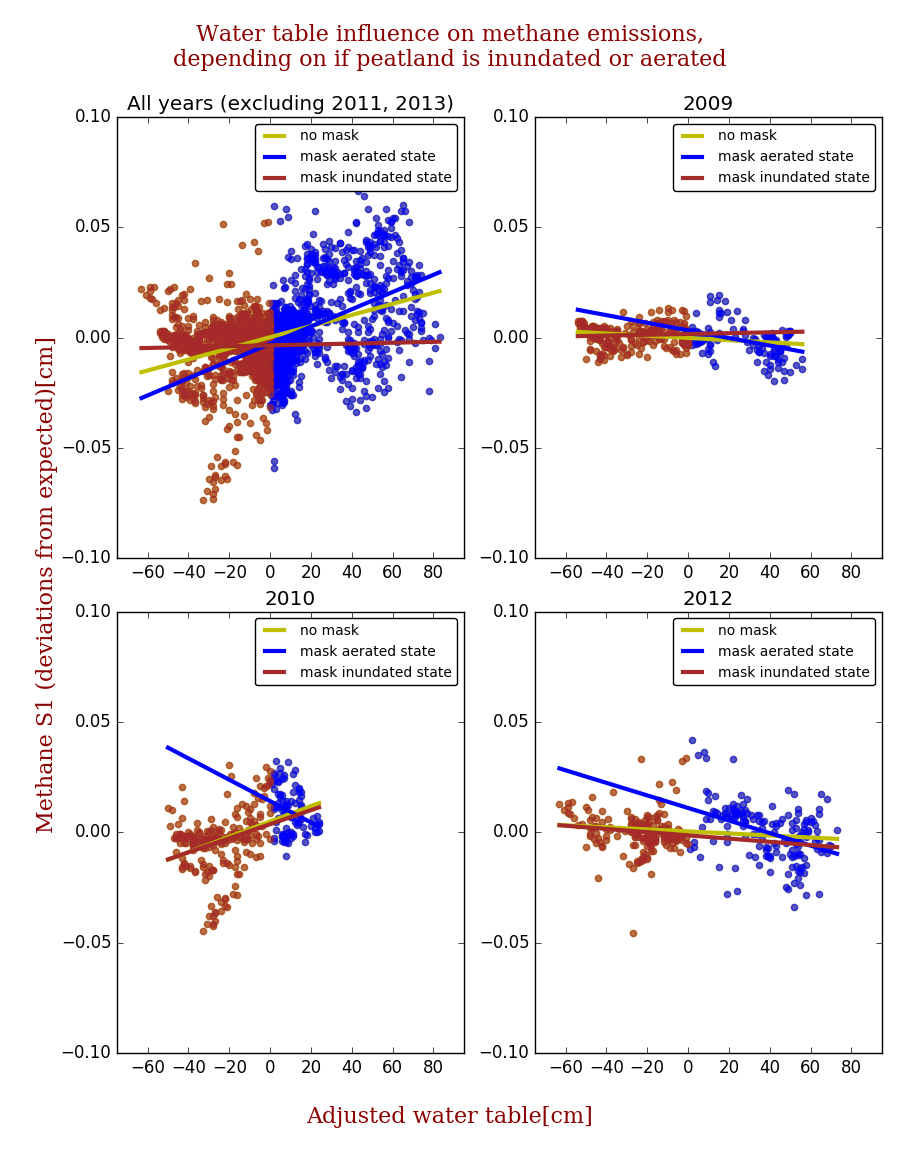 Water table influence on methane emissions,
depending on if peatland is inundated or aerated
All years (excluding 2011, 2013)
0.10
0.05
0.00
−0.05
−0.10
no mask
mask aerated state
mask inundated state
−60 −40 −20 0 20 40 60 80
2009
0.10
0.05
0.00
−0.05
−0.10
no mask
mask aerated state
mask inundated state
−60 −40 −20 0 20 40 60 80
2010
0.10
0.05
0.00
−0.05
−0.10
no mask
mask aerated state
mask inundated state
−60 −40 −20 0 20 40 60 80
2012
0.10
0.05
0.00
−0.05
−0.10
no mask
mask aerated state
mask inundated state
−60 −40 −20 0 20 40 60 80
Methane S1 (deviations from expected)[cm]
Adjusted water table[cm]